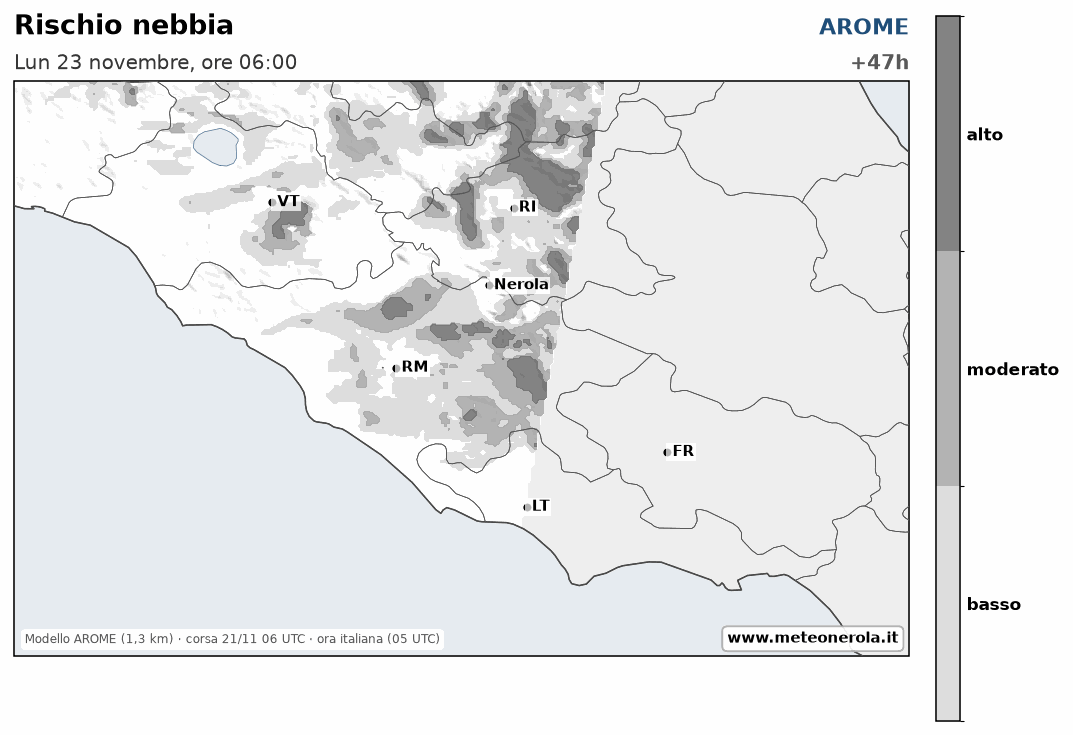 Rischio nebbia
AROME
Lun 23 novembre, ore 06:00
+47h
alto
VT
RI
Nerola
moderato
RM
FR
LT
basso
Modello AROME (1,3 km) · corsa 21/11 06 UTC · ora italiana (05 UTC)
www.meteonerola.it